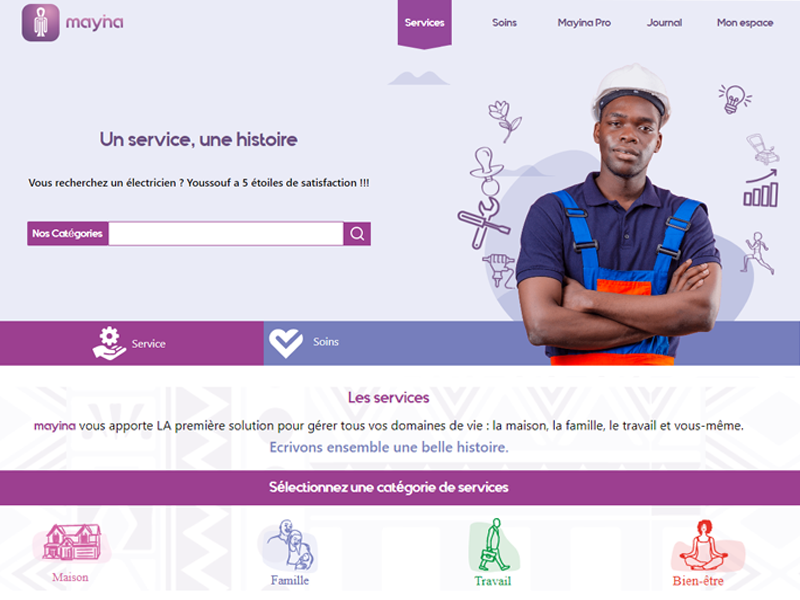 mayina
Services
Soins
Mayina Pro
Journal
Mon espace
Un service, une histoire
Vous recherchez un électricien ? Youssouf a 5 étoiles de satisfaction !!!
Nos Catégories
Service
Soins
Les services
mayina vous apporte LA première solution pour gérer tous vos domaines de vie : la maison, la famille, le travail et vous-même.
Ecrivons ensemble une belle histoire.
Sélectionnez une catégorie de services
Maison
Famille
Travail
Bien-être